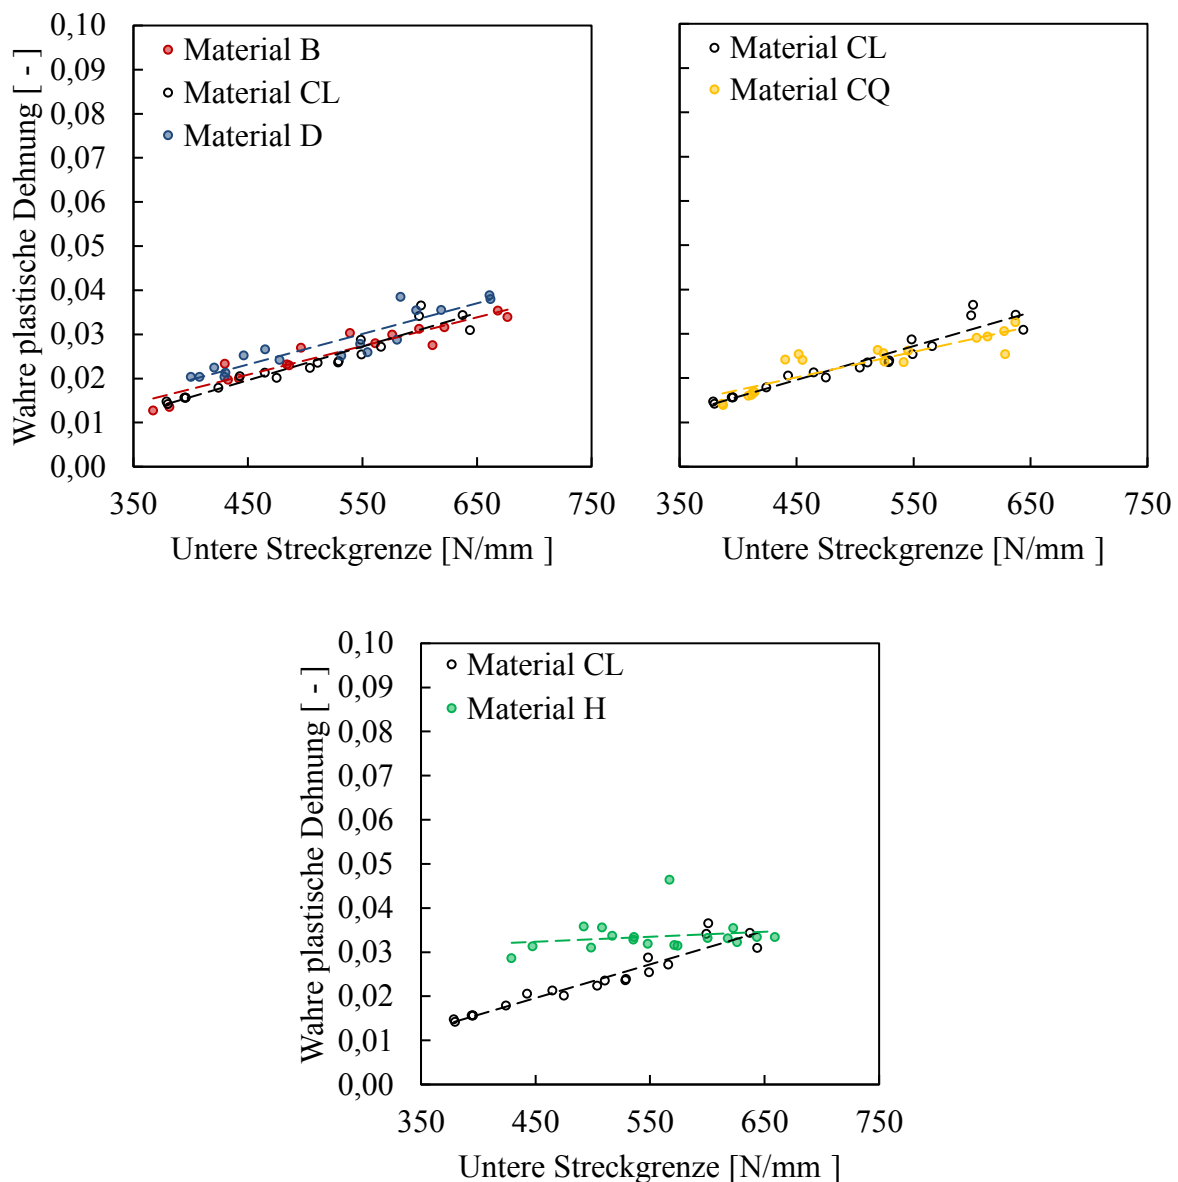 Wahre plastische Dehnung [ - ]
0,10
0,09
0,08
0,07
0,06
0,05
0,04
0,03
0,02
0,01
0,00
Material B
Material CL
Material D
350 450 550 650 750
Untere Streckgrenze [N/mm ]
Material CL
Material CQ
350 450 550 650 750
Untere Streckgrenze [N/mm ]
Wahre plastische Dehnung [ - ]
0,10
0,09
0,08
0,07
0,06
0,05
0,04
0,03
0,02
0,01
0,00
Material CL
Material H
350 450 550 650 750
Untere Streckgrenze [N/mm ]